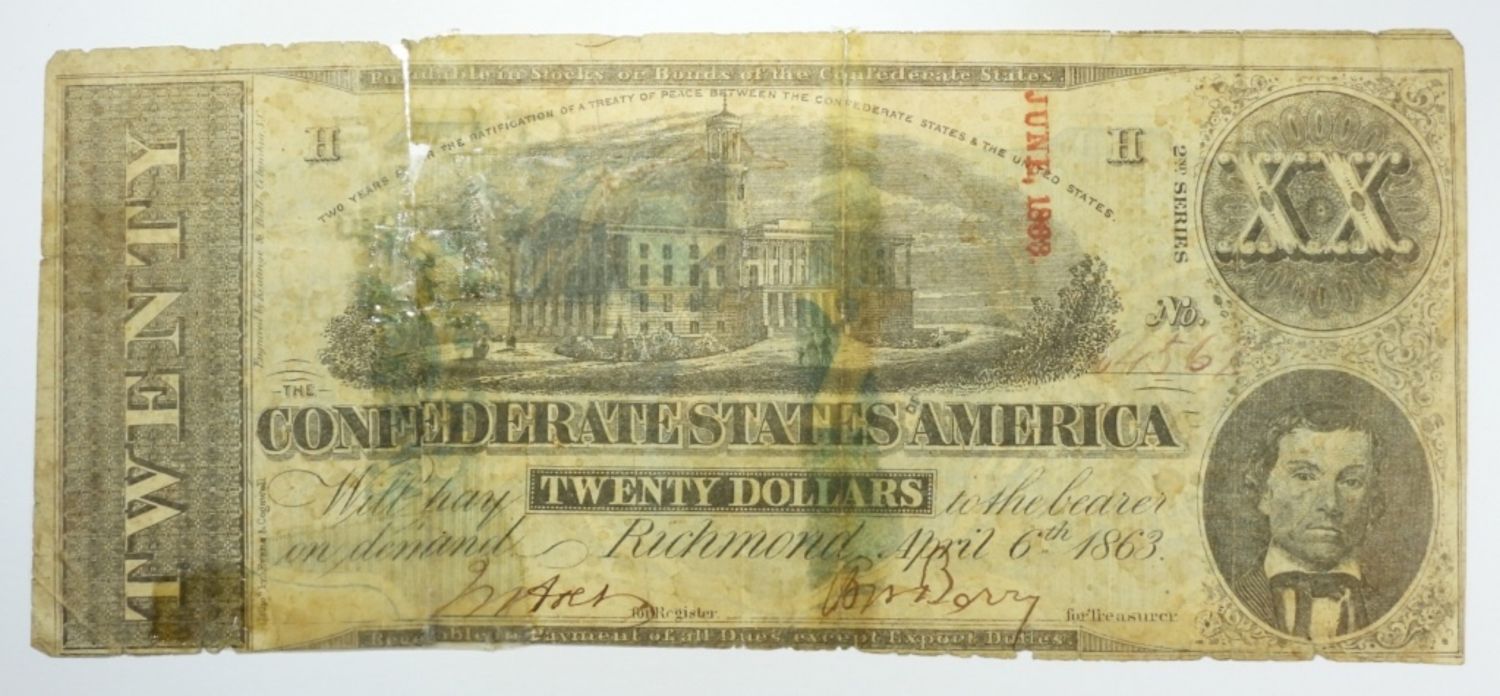 Fundable in Stocks or Bonds of the Confederate States.
TWO YEARS THE RATIFICATION OF A TREATY OF PEACE BETWEEN THE CONFEDERATE STATES & THE UNITED STATES
TWENTY
H
H
JUNE, 1863.
2ND SERIES
XX
No.
THE
CONFEDERATE STATES OF AMERICA
Will pay TWENTY DOLLARS to the bearer
on demand Richmond April 6th 1863.
for Register
for Treasurer
Receivable in Payment of all Dues except Export Duties.